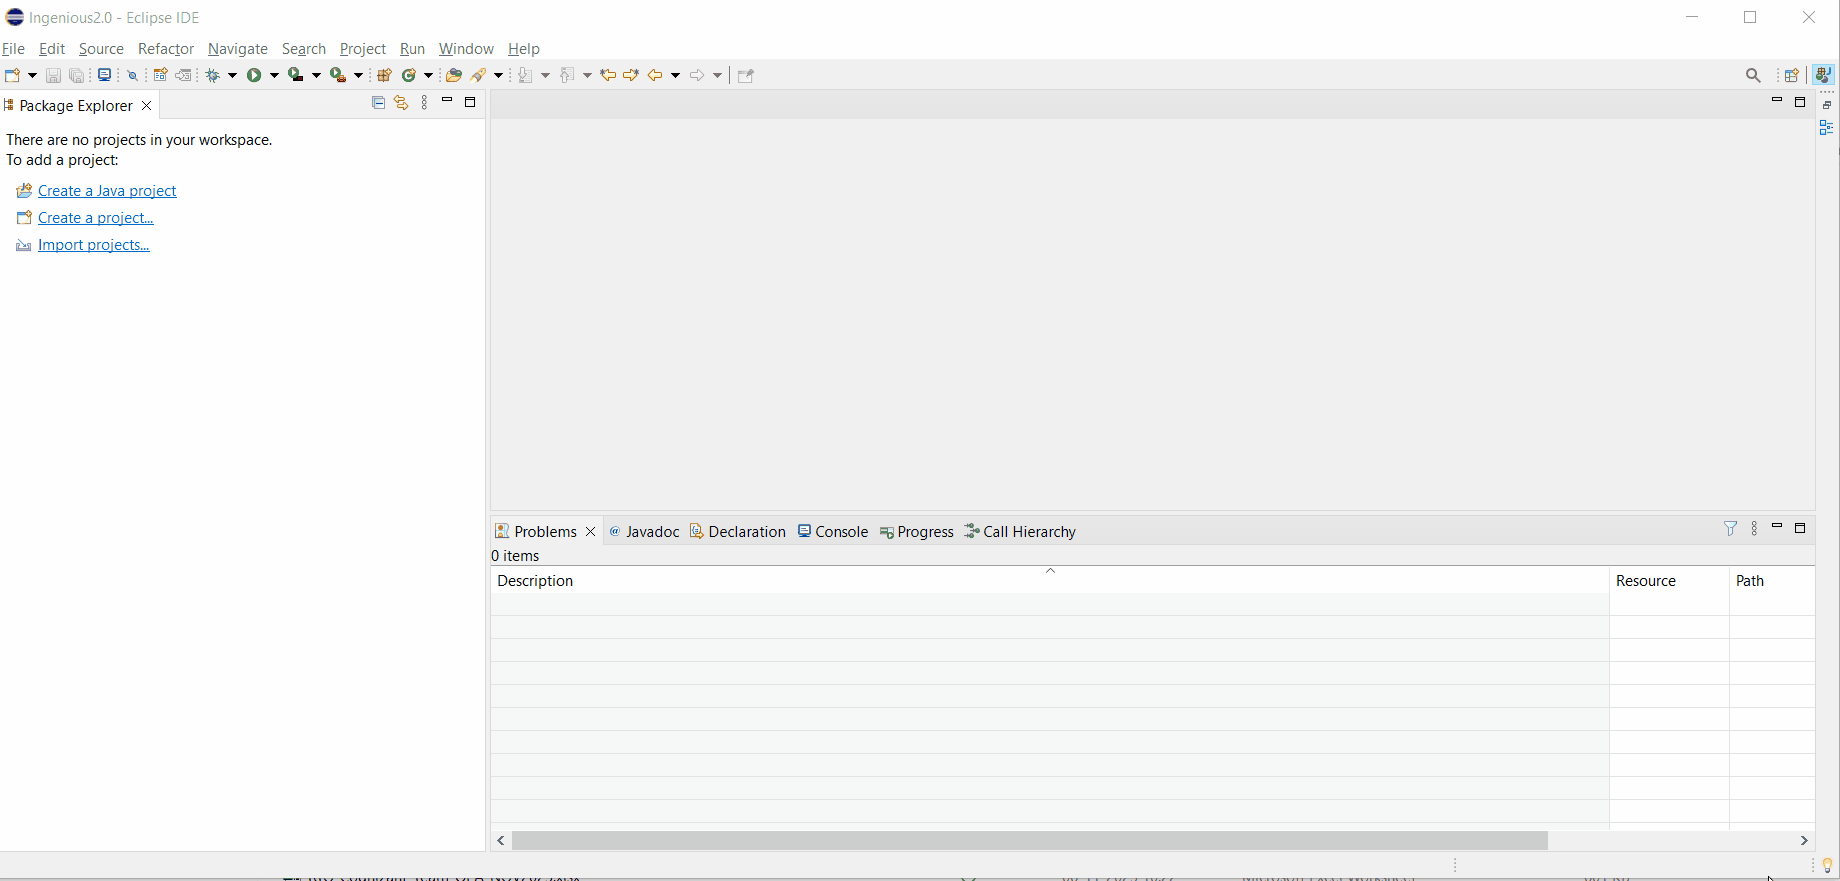 Ingenious2.0 - Eclipse IDE
File Edit Source Refactor Navigate Search Project Run Window Help
Package Explorer
There are no projects in your workspace.
To add a project:
Create a Java project
Create a project...
Import projects...
Problems @ Javadoc Declaration Console Progress Call Hierarchy
0 items
Description Resource Path